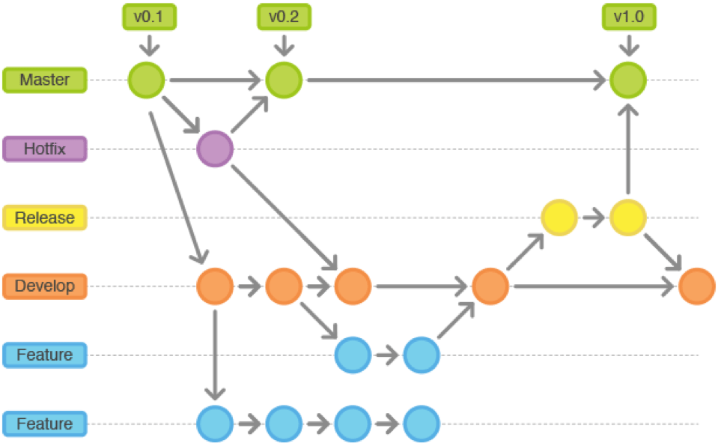 v0.1
v0.2
v1.0
Master
Hotfix
Release
Develop
Feature
Feature